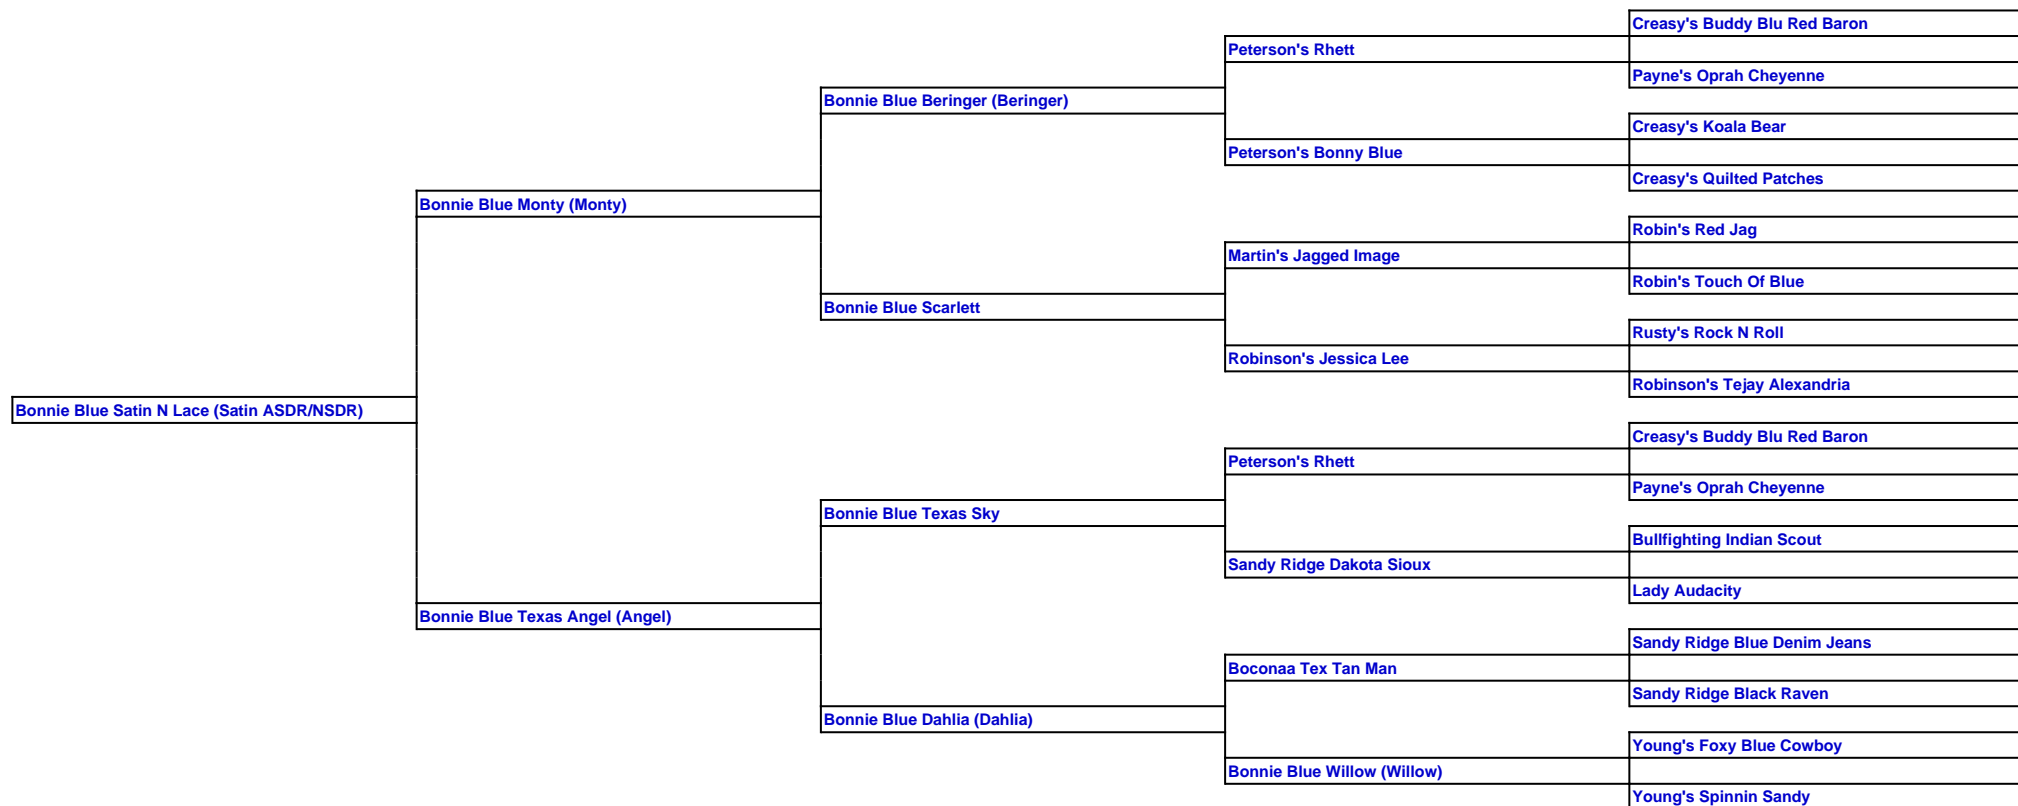 Creasy's Buddy Blu Red Baron
Peterson's Rhett
Payne's Oprah Cheyenne
Bonnie Blue Beringer (Beringer)
Creasy's Koala Bear
Peterson's Bonny Blue
Creasy's Quilted Patches
Bonnie Blue Monty (Monty)
Robin's Red Jag
Martin's Jagged Image
Robin's Touch Of Blue
Bonnie Blue Scarlett
Rusty's Rock N Roll
Robinson's Jessica Lee
Robinson's Tejay Alexandria
Bonnie Blue Satin N Lace (Satin ASDR/NSDR)
Creasy's Buddy Blu Red Baron
Peterson's Rhett
Payne's Oprah Cheyenne
Bonnie Blue Texas Sky
Bullfighting Indian Scout
Sandy Ridge Dakota Sioux
Lady Audacity
Bonnie Blue Texas Angel (Angel)
Sandy Ridge Blue Denim Jeans
Boconaa Tex Tan Man
Sandy Ridge Black Raven
Bonnie Blue Dahlia (Dahlia)
Young's Foxy Blue Cowboy
Bonnie Blue Willow (Willow)
Young's Spinnin Sandy